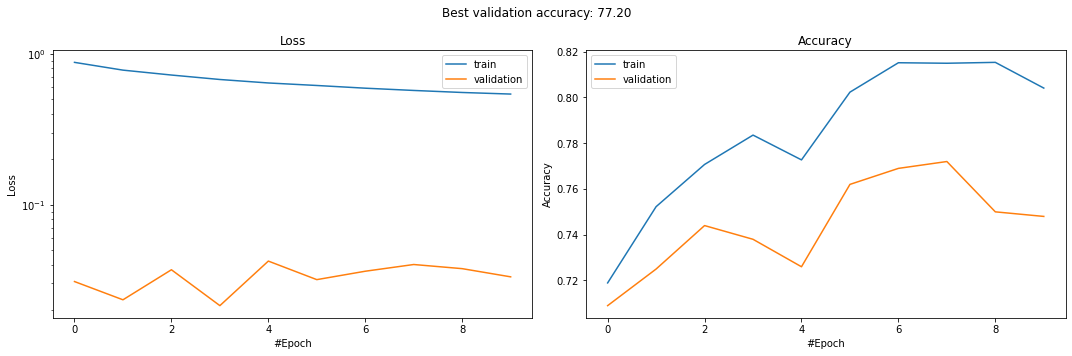 Best validation accuracy: 77.20
Loss
10⁰
10⁻¹
Loss
train
validation
0
2
4
6
8
#Epoch
Accuracy
0.82
0.80
0.78
0.76
0.74
0.72
Accuracy
train
validation
0
2
4
6
8
#Epoch